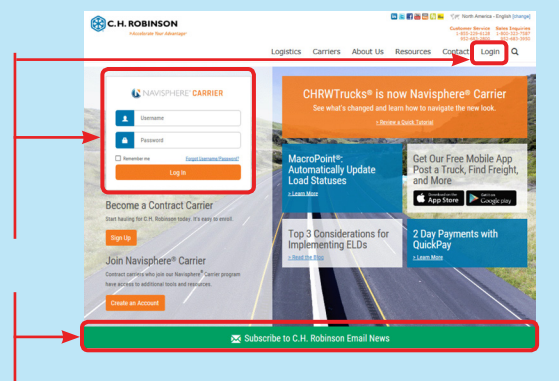 C.H. ROBINSON
Accelerate Your Advantage®
North America - English [change]
Customer Service
Sales Inquiries
Logistics Carriers About Us Resources Contact Login
NAVISPHERE® CARRIER
Username
Password
Remember me
Forgot Username/Password?
Log In
CHRWTrucks® is now Navisphere® Carrier
See what's changed and learn how to navigate the new look.
» Review a Quick Tutorial
MacroPoint®:
Automatically Update
Load Statuses
» Learn More
Get Our Free Mobile App
Post a Truck, Find Freight,
and More
Download on the
App Store
Get it on
Google play
Become a Contract Carrier
Start hauling for C.H. Robinson today. It's easy to enroll.
Sign Up
Top 3 Considerations for
Implementing ELDs
» Read the Blog
2 Day Payments with
QuickPay
» Learn More
Join Navisphere® Carrier
Contract carriers who join our Navisphere® Carrier program
have access to additional tools and resources.
Create an Account
Subscribe to C.H. Robinson Email News